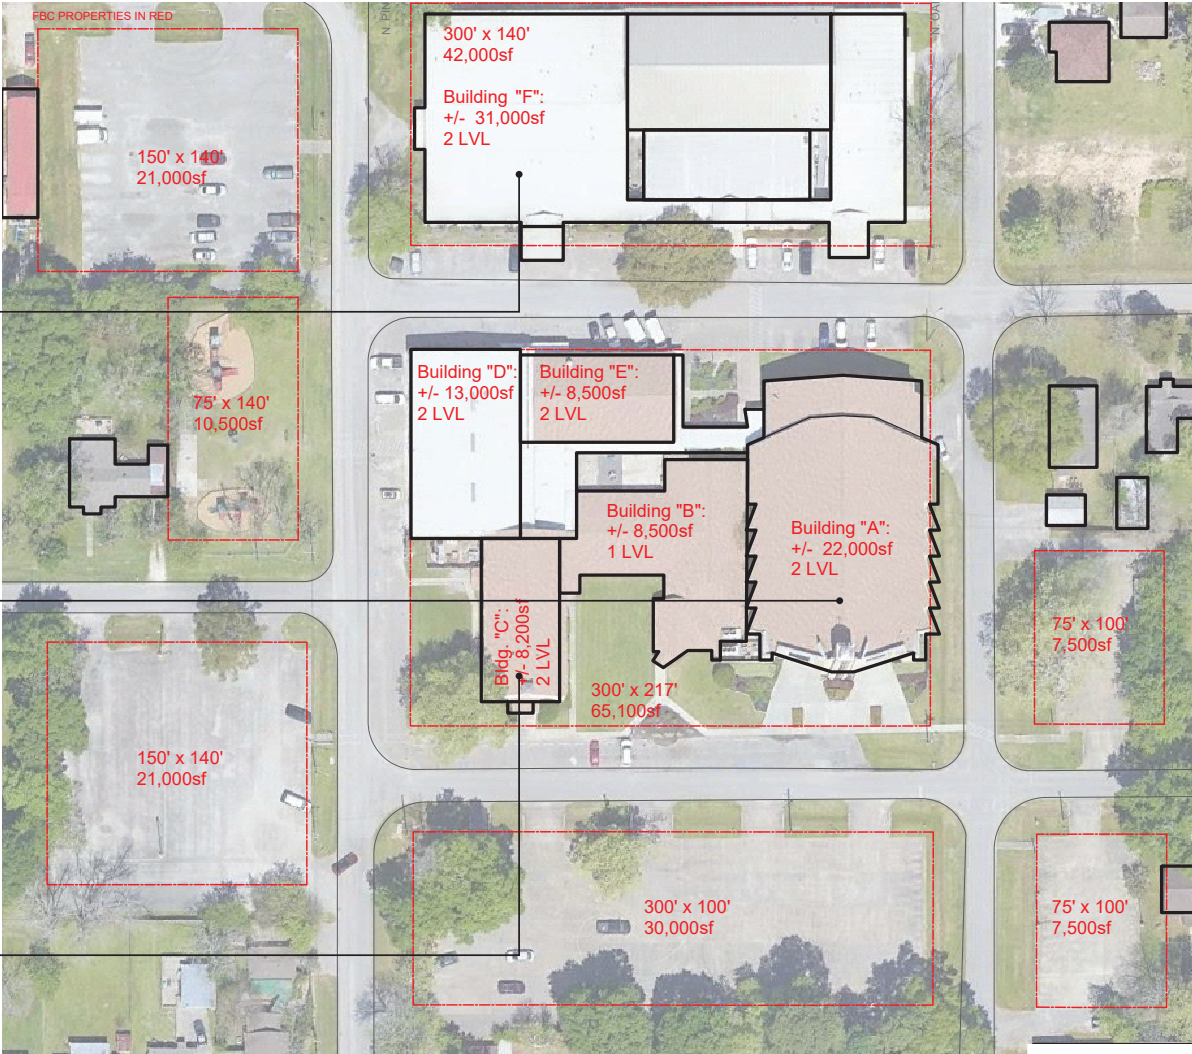 FBC PROPERTIES IN RED
N. PIN
N. OA
300' x 140'
42,000sf
Building "F":
+/- 31,000sf
2 LVL
150' x 140'
21,000sf
75' x 140'
10,500sf
Building "D":
+/- 13,000sf
2 LVL
Building "E":
+/- 8,500sf
2 LVL
Building "B":
+/- 8,500sf
1 LVL
Building "A":
+/- 22,000sf
2 LVL
Bldg. "C":
+/- 8,200sf
2 LVL
300' x 217'
65,100sf
75' x 100'
7,500sf
150' x 140'
21,000sf
300' x 100'
30,000sf
75' x 100'
7,500sf